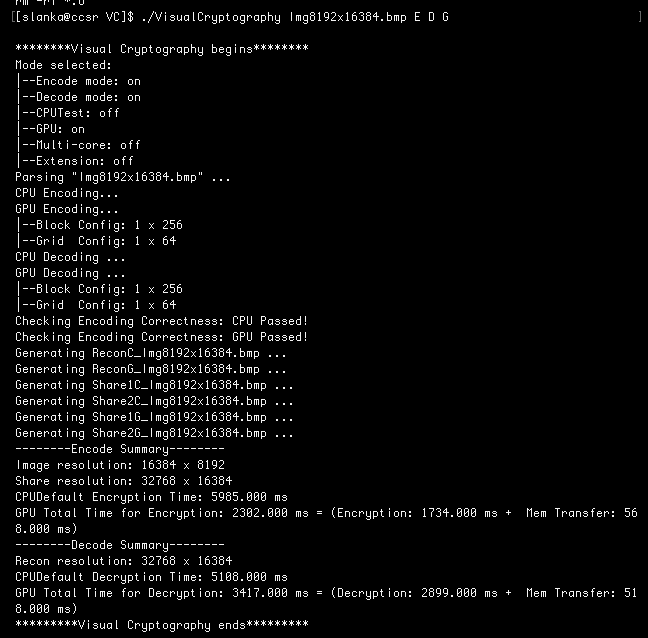 rm -rf *.o
[[slanka@ccsr VC]$ ./VisualCryptography Img8192x16384.bmp E D G ]
********Visual Cryptography begins********
Mode selected:
|--Encode mode: on
|--Decode mode: on
|--CPUTest: off
|--GPU: on
|--Multi-core: off
|--Extension: off
Parsing "Img8192x16384.bmp" ...
CPU Encoding...
GPU Encoding...
|--Block Config: 1 x 256
|--Grid  Config: 1 x 64
CPU Decoding ...
GPU Decoding ...
|--Block Config: 1 x 256
|--Grid  Config: 1 x 64
Checking Encoding Correctness: CPU Passed!
Checking Encoding Correctness: GPU Passed!
Generating ReconC_Img8192x16384.bmp ...
Generating ReconG_Img8192x16384.bmp ...
Generating Share1C_Img8192x16384.bmp ...
Generating Share2C_Img8192x16384.bmp ...
Generating Share1G_Img8192x16384.bmp ...
Generating Share2G_Img8192x16384.bmp ...
--------Encode Summary--------
Image resolution: 16384 x 8192
Share resolution: 32768 x 16384
CPUDefault Encryption Time: 5985.000 ms
GPU Total Time for Encryption: 2302.000 ms = (Encryption: 1734.000 ms +  Mem Transfer: 56
8.000 ms)
--------Decode Summary--------
Recon resolution: 32768 x 16384
CPUDefault Decryption Time: 5108.000 ms
GPU Total Time for Decryption: 3417.000 ms = (Decryption: 2899.000 ms +  Mem Transfer: 51
8.000 ms)
*********Visual Cryptography ends*********